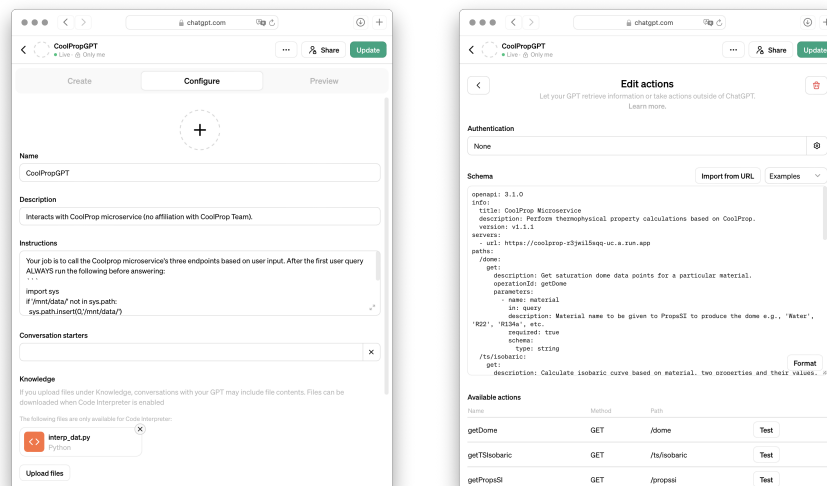 chatgpt.com
CoolPropGPT
Live · Only me
Share
Update
Create
Configure
Preview
Name
CoolPropGPT
Description
Interacts with CoolProp microservice (no affiliation with CoolProp Team).
Instructions
Your job is to call the Coolprop microservice's three endpoints based on user input. After the first user query
ALWAYS run the following before answering:
```
import sys
if '/mnt/data/' not in sys.path:
sys.path.insert(0,'/mnt/data/')
Conversation starters
Knowledge
If you upload files under Knowledge, conversations with your GPT may include file contents. Files can be
downloaded when Code Interpreter is enabled
The following files are only available for Code Interpreter:
interp_dat.py
Python
Upload files
chatgpt.com
CoolPropGPT
Live · Only me
Share
Update
Edit actions
Let your GPT retrieve information or take actions outside of ChatGPT.
Learn more.
Authentication
None
Schema
Import from URL
Examples
openapi: 3.1.0
info:
title: CoolProp Microservice
description: Perform thermophysical property calculations based on CoolProp.
version: v1.1.1
servers:
- url: https://coolprop-r3jwil5sqq-uc.a.run.app
paths:
/dome:
get:
description: Get saturation dome data points for a particular material.
operationId: getDome
parameters:
- name: material
in: query
description: Material name to be given to PropsSI to produce the dome e.g., 'Water',
'R22', 'R134a', etc.
required: true
schema:
type: string
/ts/isobaric:
get:
description: Calculate isobaric curve based on material, two properties and their values.
Format
Available actions
Name Method Path
getDome GET /dome Test
getTSIsobaric GET /ts/isobaric Test
getPropsSI GET /propssi Test